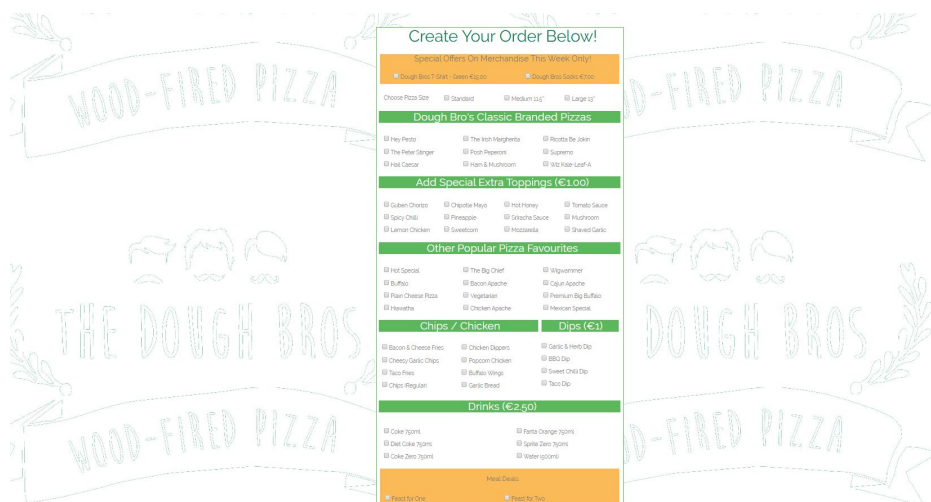 Create Your Order Below!
Special Offers On Merchandise This Week Only!
Dough Bros T-Shirt - Green €15.00 Dough Bros Socks €7.00
Choose Pizza Size Standard Medium 11.5" Large 13"
Dough Bro's Classic Branded Pizzas
Hey Pesto The Irish Margherita Ricotta Be Jokin
The Peter Stinger Posh Peperoni Supremo
Hail Caesar Ham & Mushroom Wiz Kale-Leaf-A
Add Special Extra Toppings (€1.00)
Guben Chorizo Chipotle Mayo Hot Honey Tomato Sauce
Spicy Chilli Pineapple Sriracha Sauce Mushroom
Lemon Chicken Sweetcorn Mozzarella Shaved Garlic
Other Popular Pizza Favourites
Hot Special The Big Chief Wigwammer
Buffalo Bacon Apache Cajun Apache
Plain Cheese Pizza Vegetarian Premium Big Buffalo
Hiawatha Chicken Apache Mexican Special
Chips / Chicken Dips (€1)
Bacon & Cheese Fries Chicken Dippers Garlic & Herb Dip
Cheesy Garlic Chips Popcorn Chicken BBQ Dip
Taco Fries Buffalo Wings Sweet Chilli Dip
Chips (Regular) Garlic Bread Taco Dip
Drinks (€2.50)
Coke 750ml Fanta Orange 750ml
Diet Coke 750ml Sprite Zero 750ml
Coke Zero 750ml Water (500ml)
Meal Deals
Feast for One Feast for Two
WOOD-FIRED PIZZA
D-FIRED PIZZA
THE DOUGH BROS
DOUGH BROS
WOOD-FIRED PIZZA
D-FIRED PIZZA